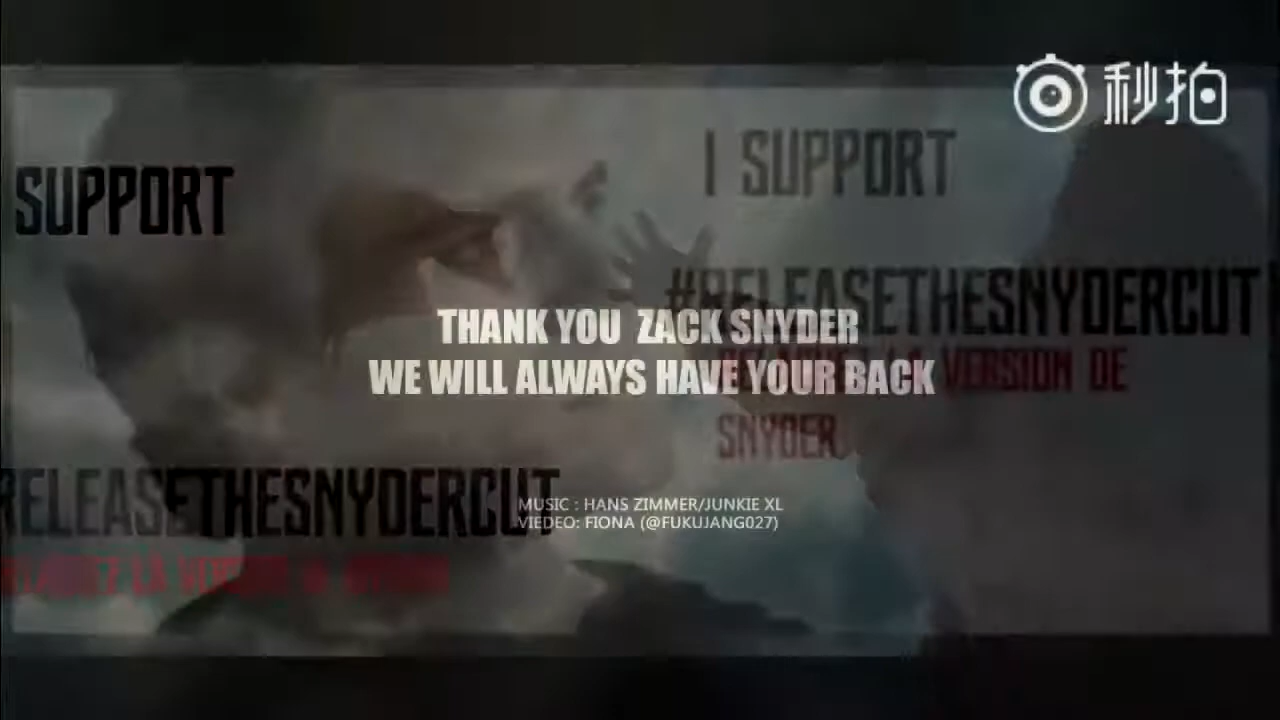 秒拍
I SUPPORT
SUPPORT
#RELEASETHESNYDERCUT
THANK YOU ZACK SNYDER
WE WILL ALWAYS HAVE YOUR BACK
LA VERSION DE
SNYDER
RELEASETHESNYDERCUT
MUSIC : HANS ZIMMER/JUNKIE XL
VIEDEO: FIONA (@FUKUJANG027)